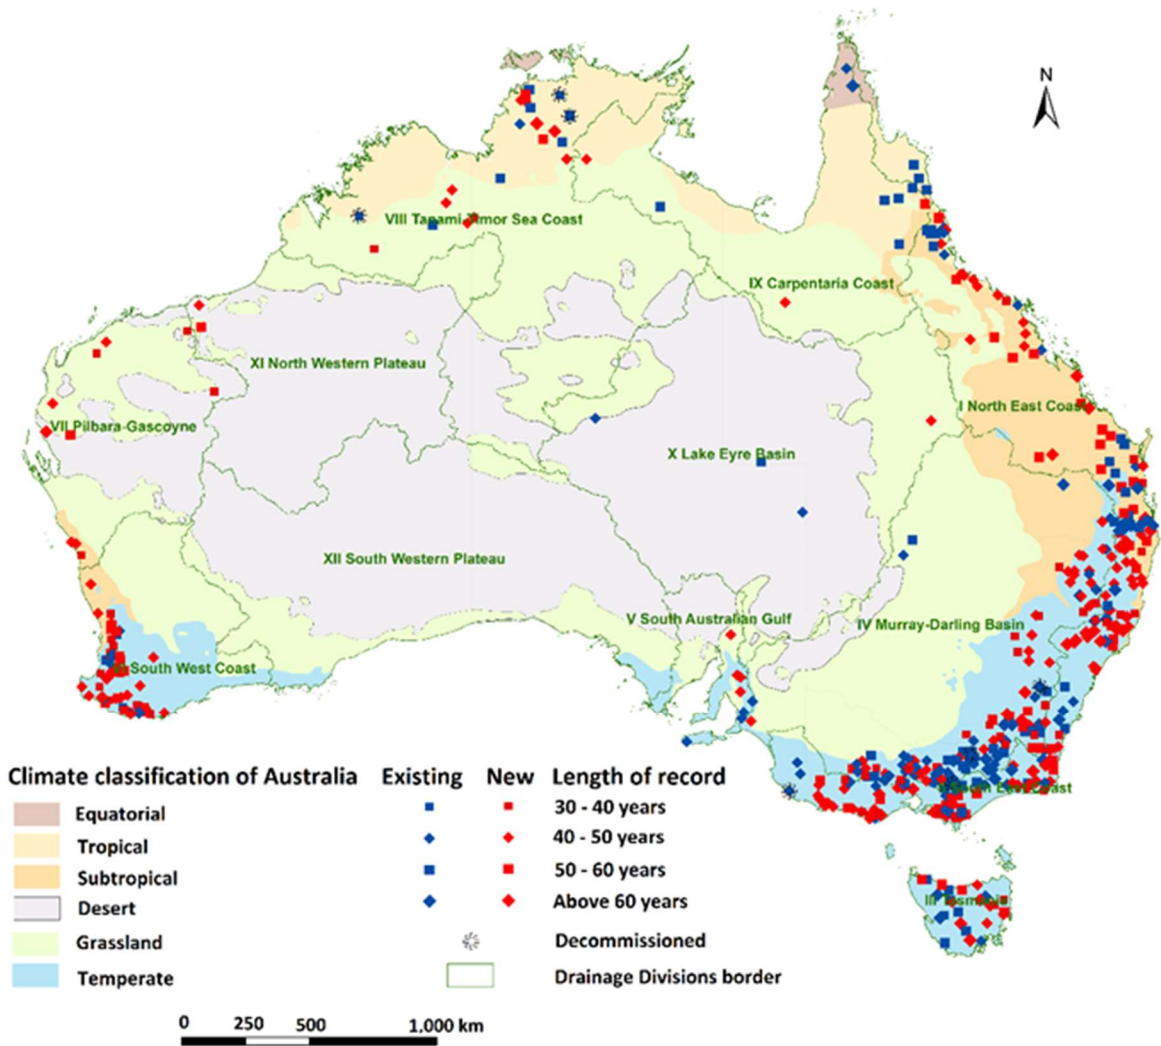 N
VIII Tanami-Timor Sea Coast
IX Carpentaria Coast
XI North Western Plateau
I North East Coast
VII Pilbara-Gascoyne
X Lake Eyre Basin
XII South Western Plateau
V South Australian Gulf
IV Murray-Darling Basin
South West Coast
South East Coast
III Tasmania
Climate classification of Australia
Existing
New
Length of record
Equatorial
Tropical
Subtropical
Desert
Grassland
Temperate
30 - 40 years
40 - 50 years
50 - 60 years
Above 60 years
Decommissioned
Drainage Divisions border
0 250 500 1,000 km